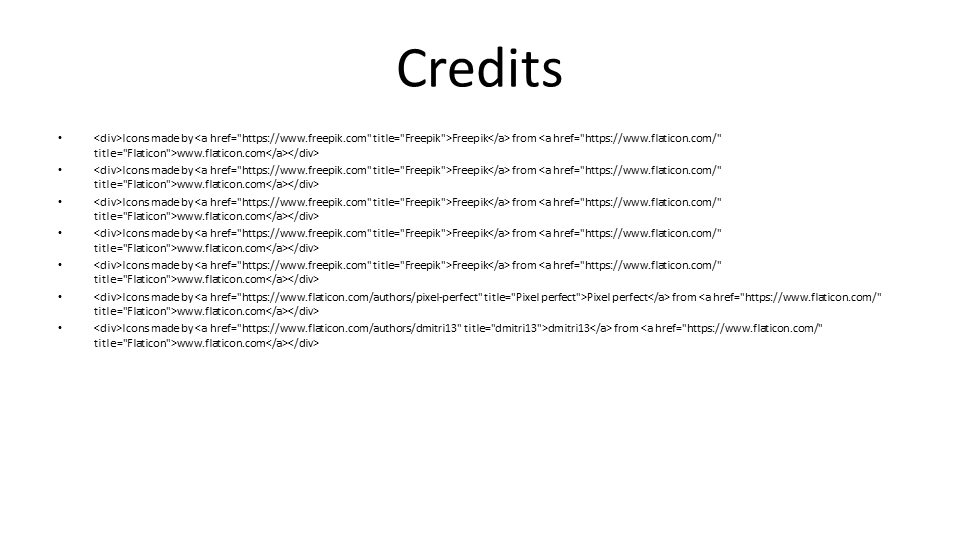 Credits
• <div>Icons made by <a href="https://www.freepik.com" title="Freepik">Freepik</a> from <a href="https://www.flaticon.com/"
title="Flaticon">www.flaticon.com</a></div>
• <div>Icons made by <a href="https://www.freepik.com" title="Freepik">Freepik</a> from <a href="https://www.flaticon.com/"
title="Flaticon">www.flaticon.com</a></div>
• <div>Icons made by <a href="https://www.freepik.com" title="Freepik">Freepik</a> from <a href="https://www.flaticon.com/"
title="Flaticon">www.flaticon.com</a></div>
• <div>Icons made by <a href="https://www.freepik.com" title="Freepik">Freepik</a> from <a href="https://www.flaticon.com/"
title="Flaticon">www.flaticon.com</a></div>
• <div>Icons made by <a href="https://www.freepik.com" title="Freepik">Freepik</a> from <a href="https://www.flaticon.com/"
title="Flaticon">www.flaticon.com</a></div>
• <div>Icons made by <a href="https://www.flaticon.com/authors/pixel-perfect" title="Pixel perfect">Pixel perfect</a> from <a href="https://www.flaticon.com/"
title="Flaticon">www.flaticon.com</a></div>
• <div>Icons made by <a href="https://www.flaticon.com/authors/dmitri13" title="dmitri13">dmitri13</a> from <a href="https://www.flaticon.com/"
title="Flaticon">www.flaticon.com</a></div>